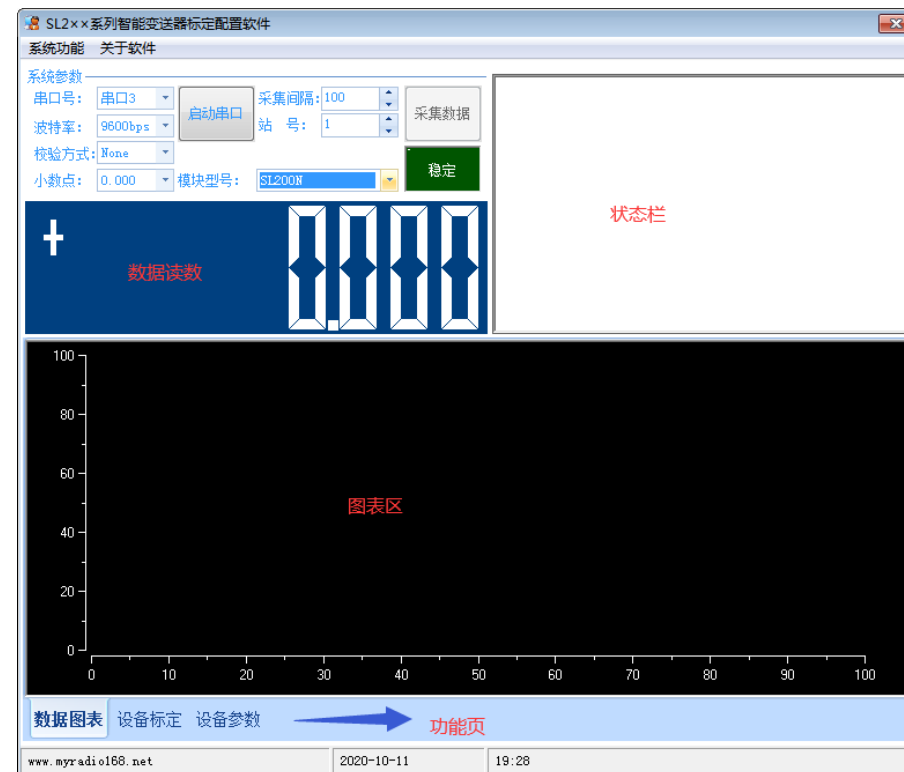 SL2××系列智能变送器标定配置软件
系统功能 关于软件
系统参数
串口号： 串口3 启动串口 采集间隔： 100 采集数据
波特率： 9600bps 站 号： 1
校验方式： None 稳定
小数点： 0.000 模块型号： SL200N
状态栏
+ 数据读数 0.000
100
80
60
图表区
40
20
0
0 10 20 30 40 50 60 70 80 90 100
数据图表 设备标定 设备参数 功能页
www.myradio168.net 2020-10-11 19:28